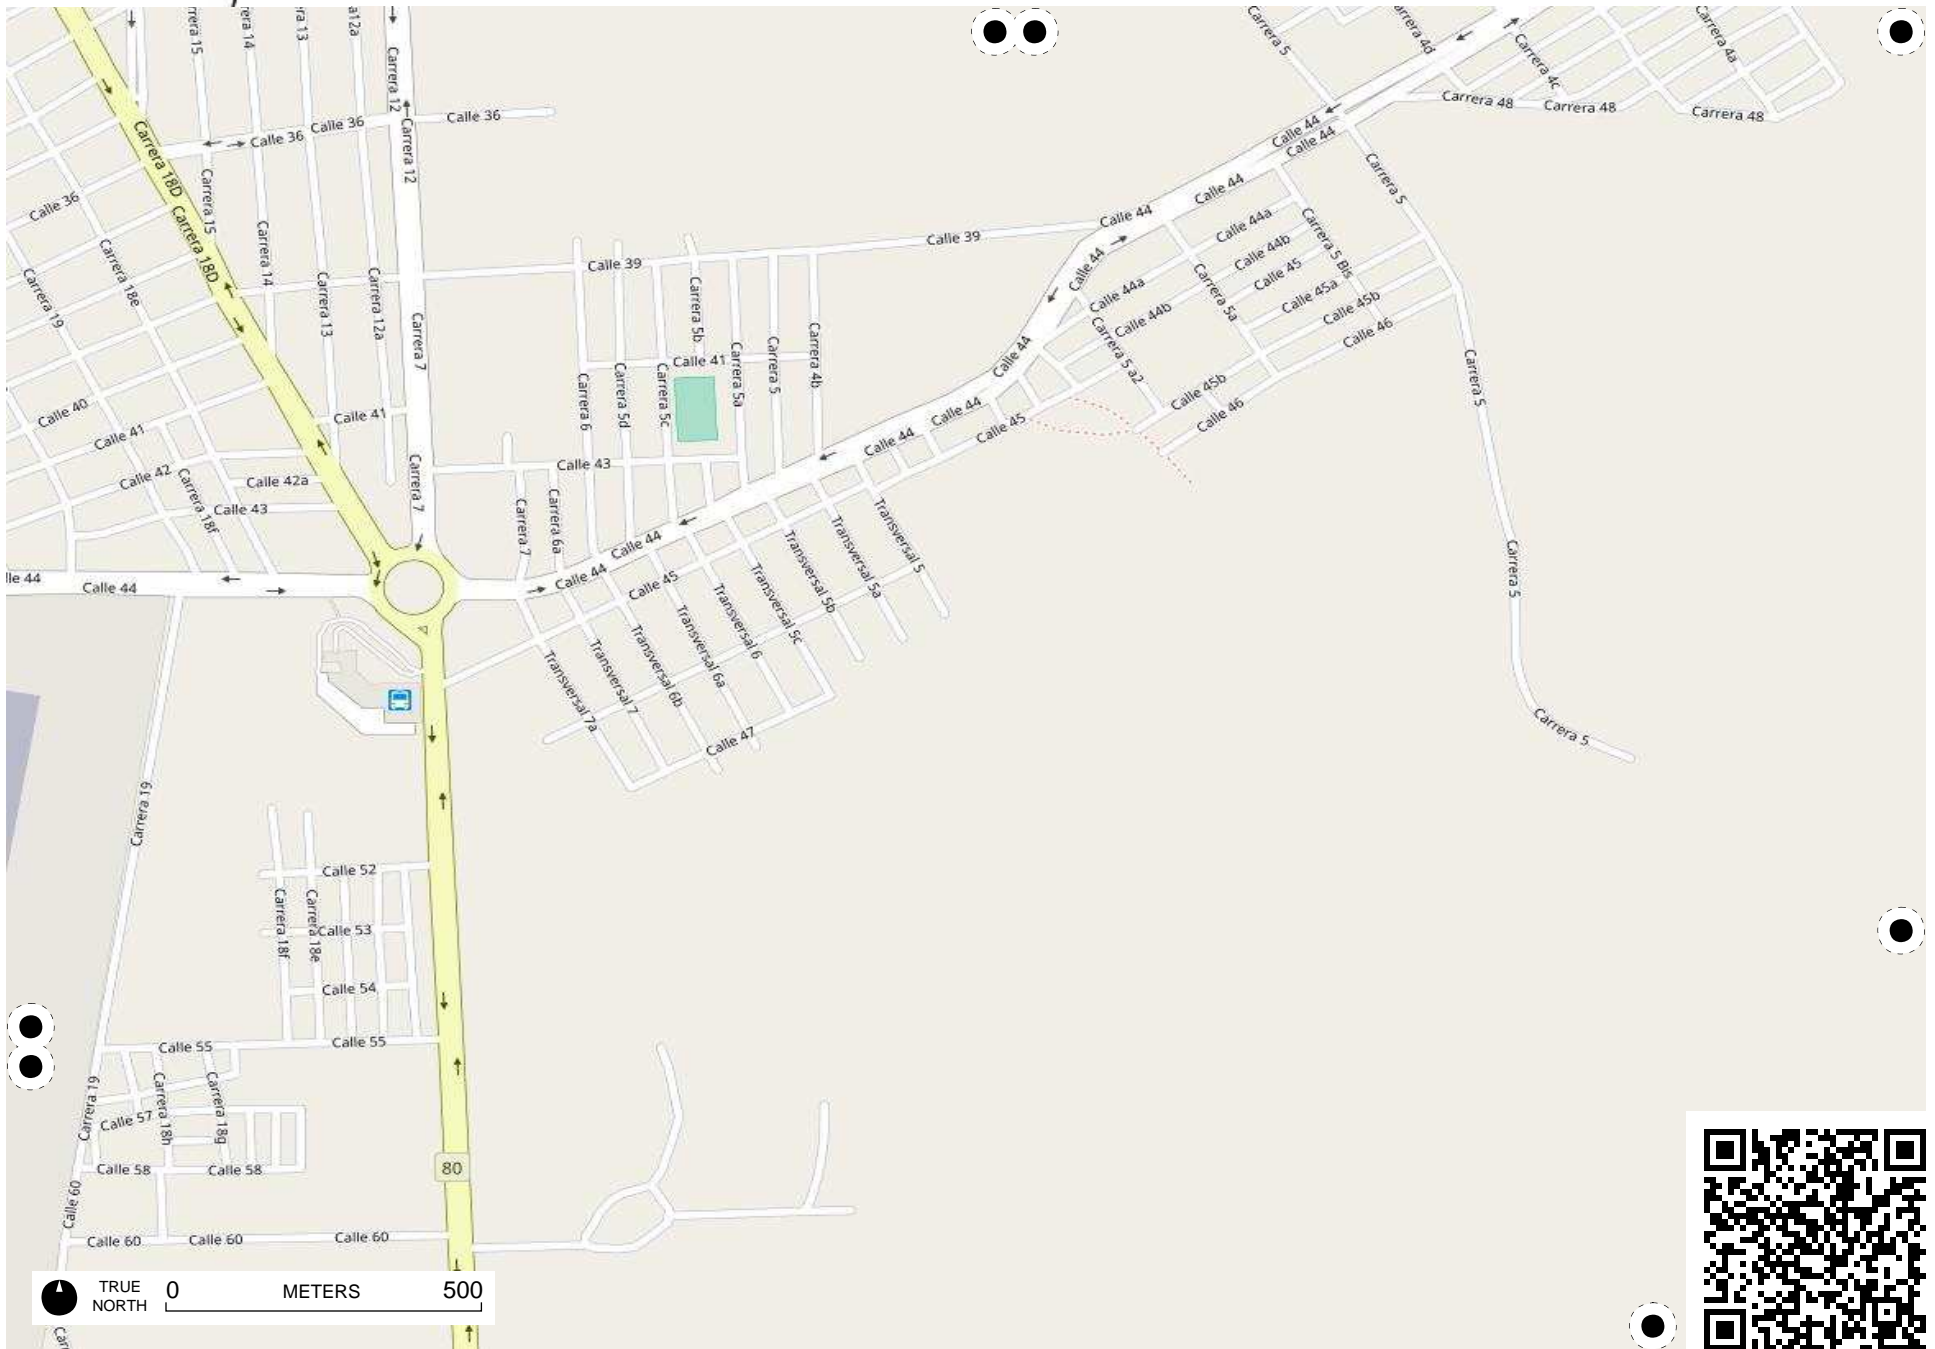 Carrera 15
Carrera 14
Carrera 12
Calle 36
Calle 36
Calle 36
Carrera 12
Carrera 5
Carrera 4c
Carrera 4a
Carrera 48
Carrera 48
Carrera 48
Carrera 18D
Carrera 18D
Carrera 15
Calle 36
Carrera 18e
Carrera 14
Carrera 19
Carrera 13
Carrera 12a
Carrera 7
Calle 39
Calle 39
Calle 44
Calle 44
Calle 44
Calle 44
Carrera 5
Calle 44
Calle 44a
Calle 44b
Calle 45
Calle 45a
Calle 45b
Calle 46
Carrera 5 Bis
Carrera 5a
Calle 44a
Calle 44b
Carrera 5 a2
Calle 45b
Calle 46
Carrera 5
Carrera 5b
Calle 41
Carrera 6
Carrera 5d
Carrera 5c
Carrera 5a
Carrera 5
Carrera 4b
Calle 44
Calle 44
Calle 44
Calle 45
Calle 40
Calle 41
Calle 41
Calle 42
Carrera 18f
Calle 42a
Calle 43
Carrera 7
Calle 43
Carrera 7
Carrera 6a
Calle 44
Calle 44
Calle 45
Calle 44
Transversal 5
Transversal 5a
Transversal 5b
Transversal 5c
Transversal 6
Transversal 6a
Transversal 6b
Transversal 7
Transversal 7a
Calle 47
Carrera 5
Carrera 5
Carrera 19
Calle 52
Carrera 18f
Carrera 18e
Calle 53
Calle 54
Calle 55
Calle 55
Carrera 19
Calle 57
Carrera 18h
Carrera 18g
Calle 58
Calle 58
80
Calle 60
Calle 60
Calle 60
Calle 60
TRUE
NORTH
0 METERS 500